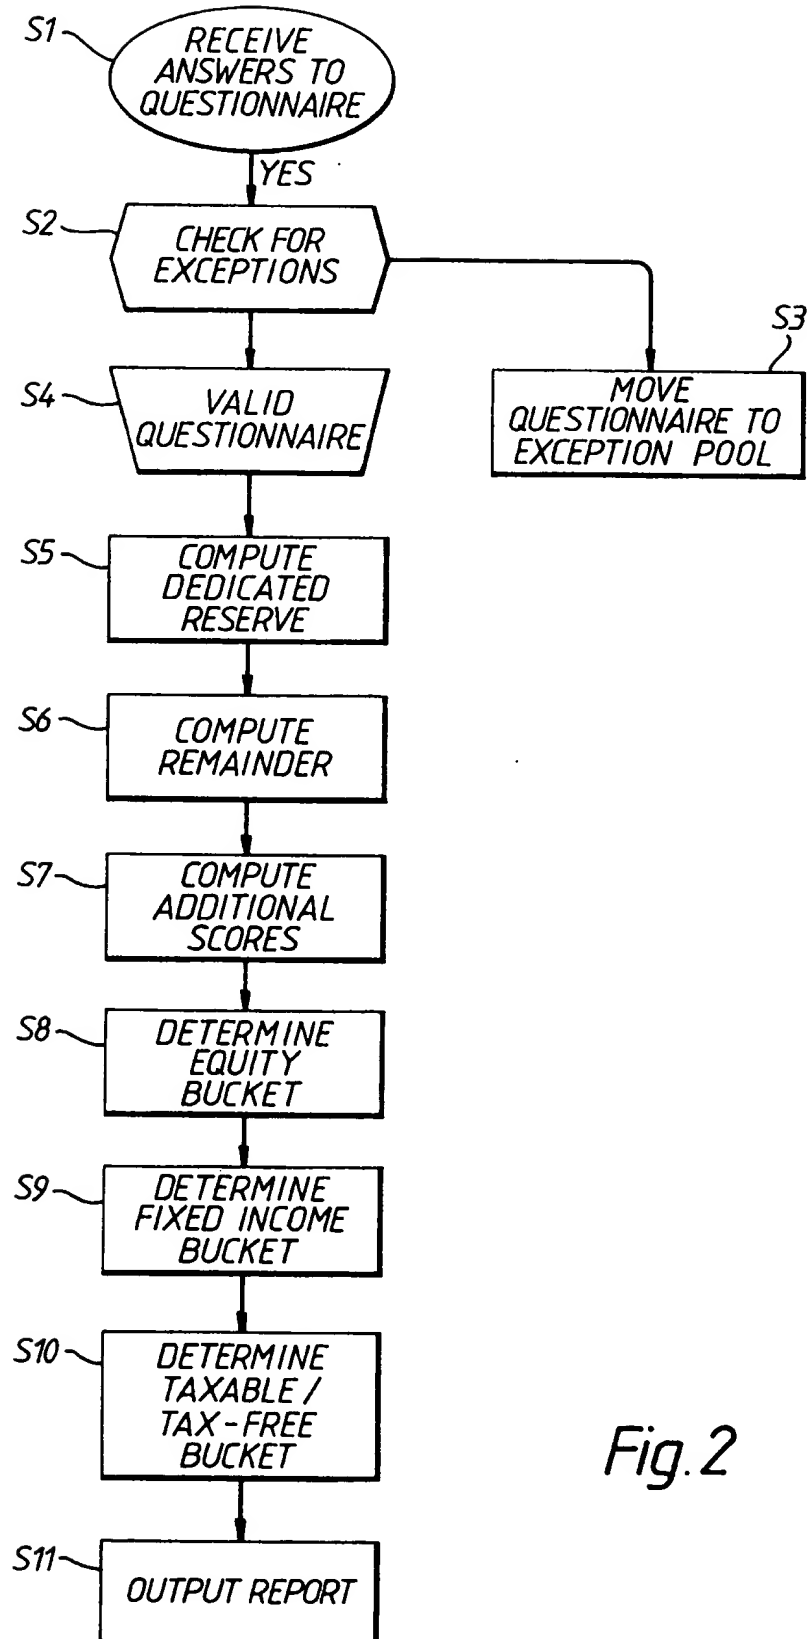 S1
RECEIVE
ANSWERS TO
QUESTIONNAIRE
YES
S2
CHECK FOR
EXCEPTIONS
S3
MOVE
QUESTIONNAIRE TO
EXCEPTION POOL
S4
VALID
QUESTIONNAIRE
S5
COMPUTE
DEDICATED
RESERVE
S6
COMPUTE
REMAINDER
S7
COMPUTE
ADDITIONAL
SCORES
S8
DETERMINE
EQUITY
BUCKET
S9
DETERMINE
FIXED INCOME
BUCKET
S10
DETERMINE
TAXABLE /
TAX-FREE
BUCKET
S11
OUTPUT REPORT
Fig. 2